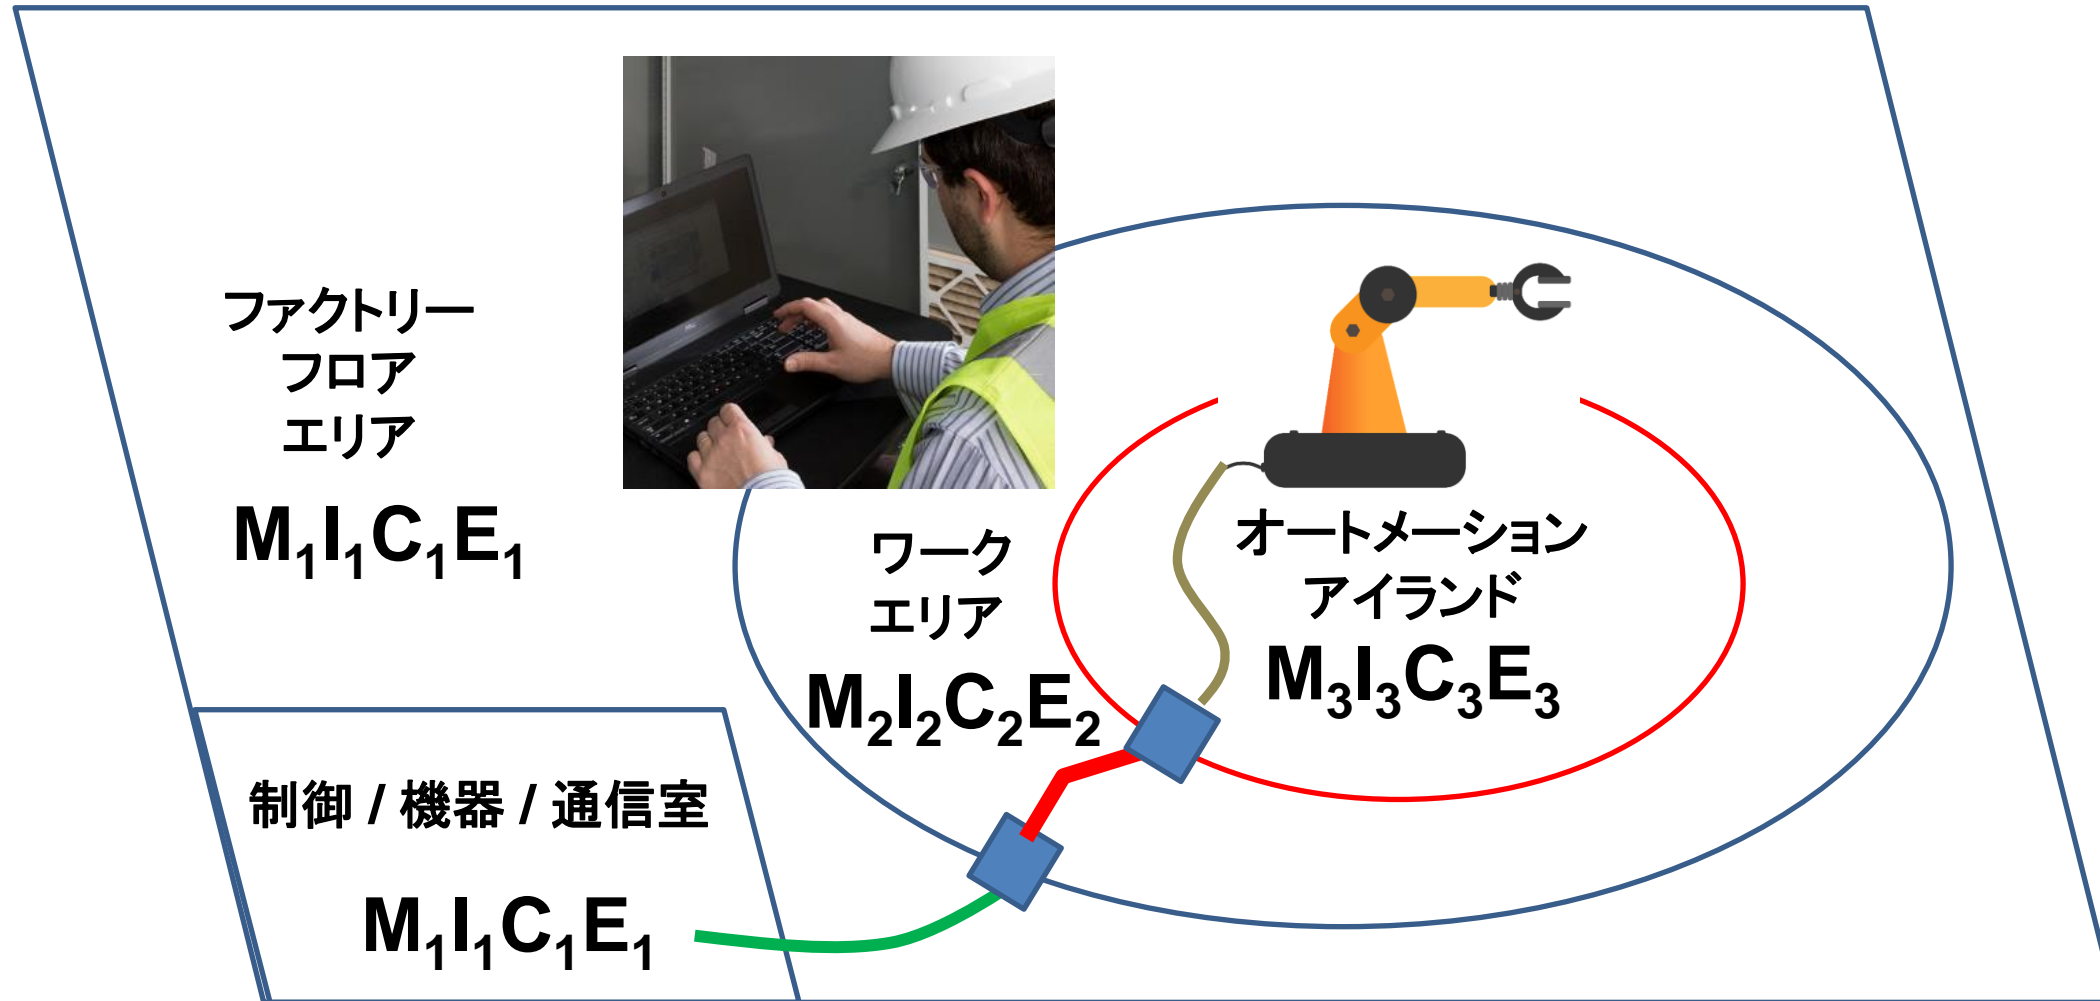 ファクトリー
フロア
エリア
M₁I₁C₁E₁
ワーク
エリア
M₂I₂C₂E₂
オートメーション
アイランド
M₃I₃C₃E₃
制御 / 機器 / 通信室
M₁I₁C₁E₁